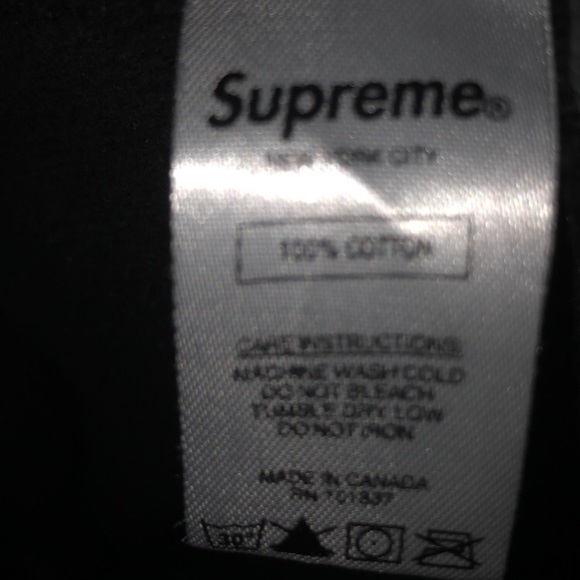 Supreme®
NEW YORK CITY
100% COTTON
CARE INSTRUCTIONS
MACHINE WASH COLD
DO NOT BLEACH
TUMBLE DRY LOW
DO NOT IRON
MADE IN CANADA
RN 101837
30°